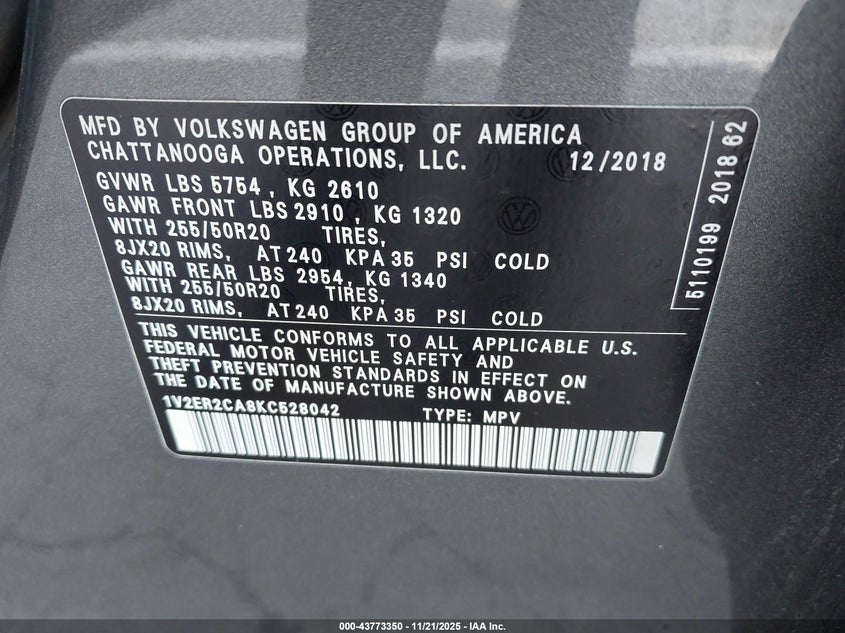 MFD BY VOLKSWAGEN GROUP OF AMERICA
CHATTANOOGA OPERATIONS, LLC. 12/2018
GVWR LBS 5754 , KG 2610
GAWR FRONT LBS 2910 , KG 1320
WITH 255/50R20 TIRES,
8JX20 RIMS, AT 240 KPA 35 PSI COLD
GAWR REAR LBS 2954, KG 1340
WITH 255/50R20 TIRES,
8JX20 RIMS, AT 240 KPA 35 PSI COLD
THIS VEHICLE CONFORMS TO ALL APPLICABLE U.S.
FEDERAL MOTOR VEHICLE SAFETY AND
THEFT PREVENTION STANDARDS IN EFFECT ON
THE DATE OF MANUFACTURE SHOWN ABOVE.
1V2ER2CA8KC528042 TYPE: MPV
5110199 2018 62
000-43773350 - 11/21/2025 - IAA Inc.